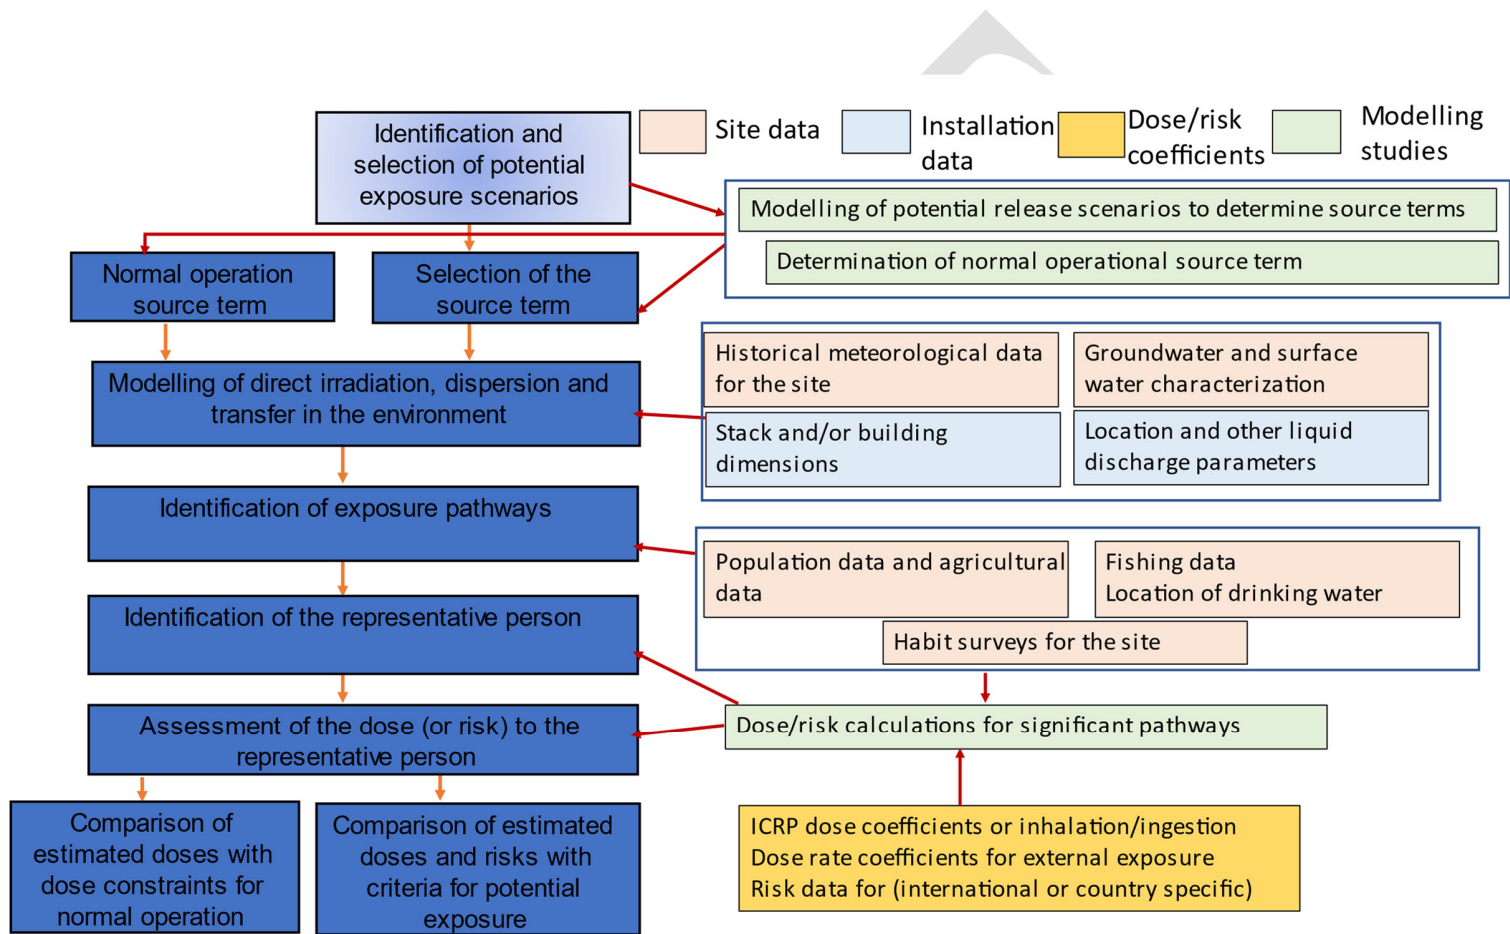 Identification and
selection of potential
exposure scenarios
Site data
Installation
data
Dose/risk
coefficients
Modelling
studies
Modelling of potential release scenarios to determine source terms
Determination of normal operational source term
Normal operation
source term
Selection of the
source term
Historical meteorological data
for the site
Groundwater and surface
water characterization
Stack and/or building
dimensions
Location and other liquid
discharge parameters
Modelling of direct irradiation, dispersion and
transfer in the environment
Identification of exposure pathways
Population data and agricultural
data
Fishing data
Location of drinking water
Habit surveys for the site
Identification of the representative person
Assessment of the dose (or risk) to the
representative person
Dose/risk calculations for significant pathways
Comparison of
estimated doses with
dose constraints for
normal operation
Comparison of estimated
doses and risks with
criteria for potential
exposure
ICRP dose coefficients or inhalation/ingestion
Dose rate coefficients for external exposure
Risk data for (international or country specific)